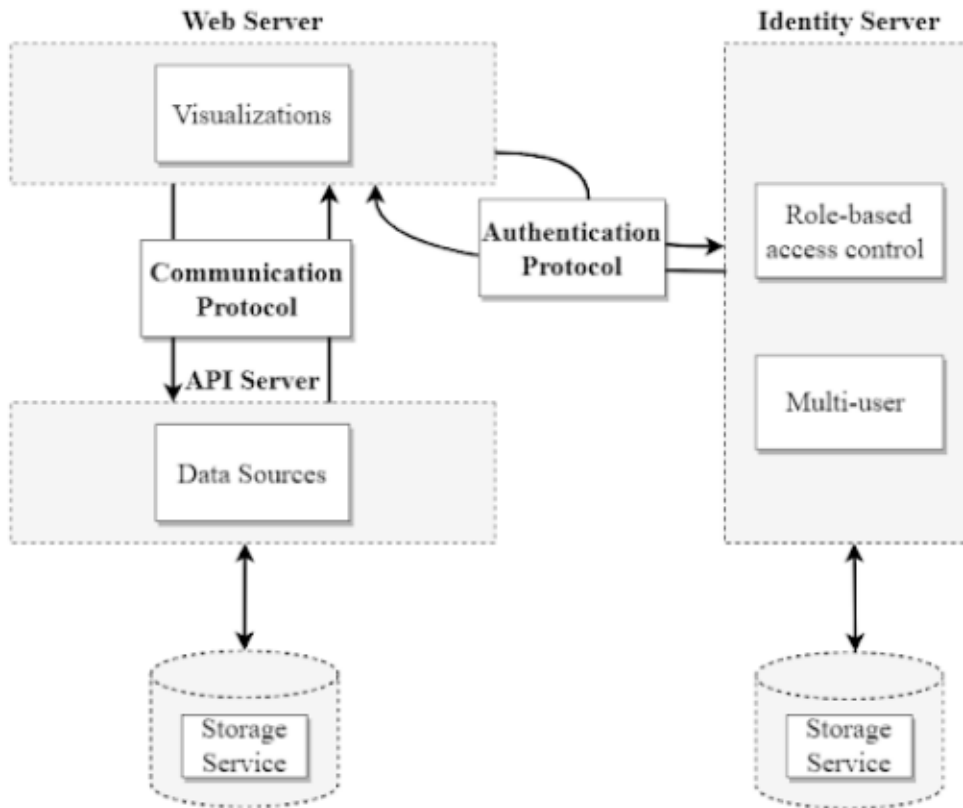 Web Server
Identity Server
Visualizations
Role-based
access control
Authentication
Protocol
Communication
Protocol
API Server
Multi-user
Data Sources
Storage
Service
Storage
Service